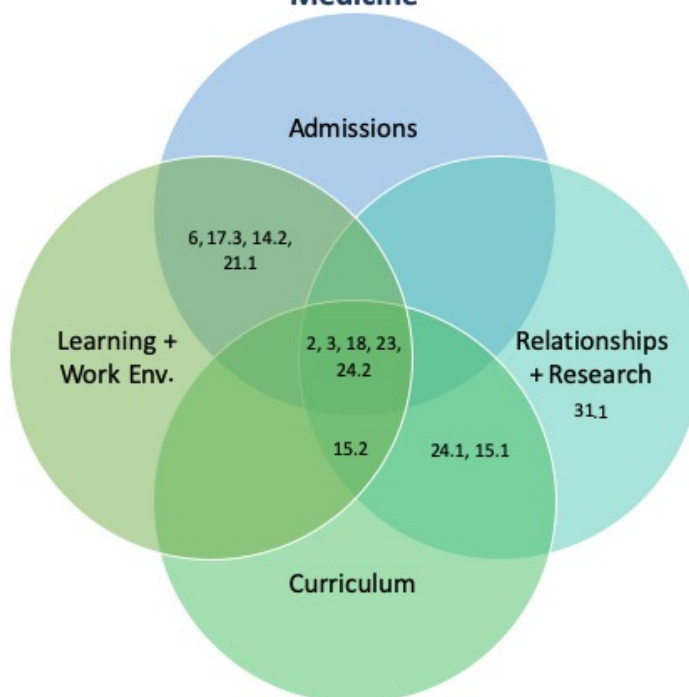 Medicine
Admissions
6, 17.3, 14.2,
21.1
Learning +
Work Env.
2, 3, 18, 23,
24.2
Relationships
+ Research
31.1
15.2
24.1, 15.1
Curriculum